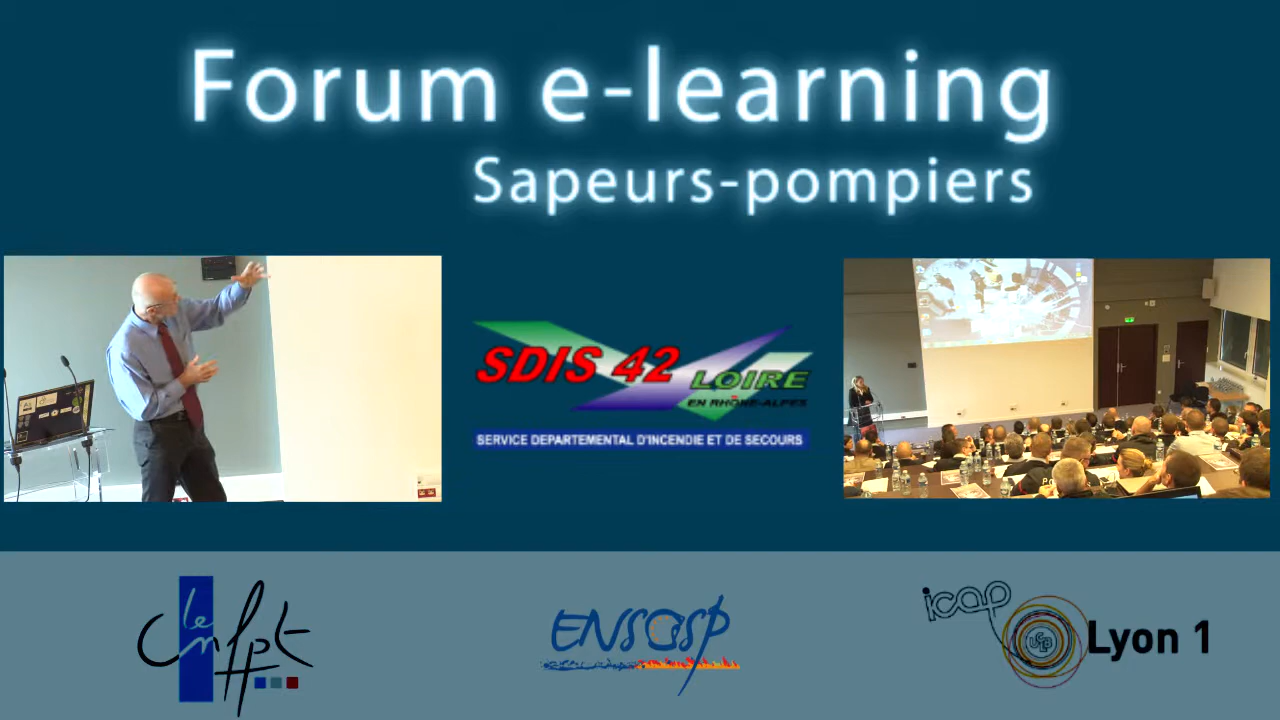 Forum e-learning
Sapeurs-pompiers
SDIS 42
LOIRE
EN RHÔNE-ALPES
SERVICE DEPARTEMENTAL D'INCENDIE ET DE SECOURS
le
cnfpt
ENSOSP
icap
UCBL
Lyon 1